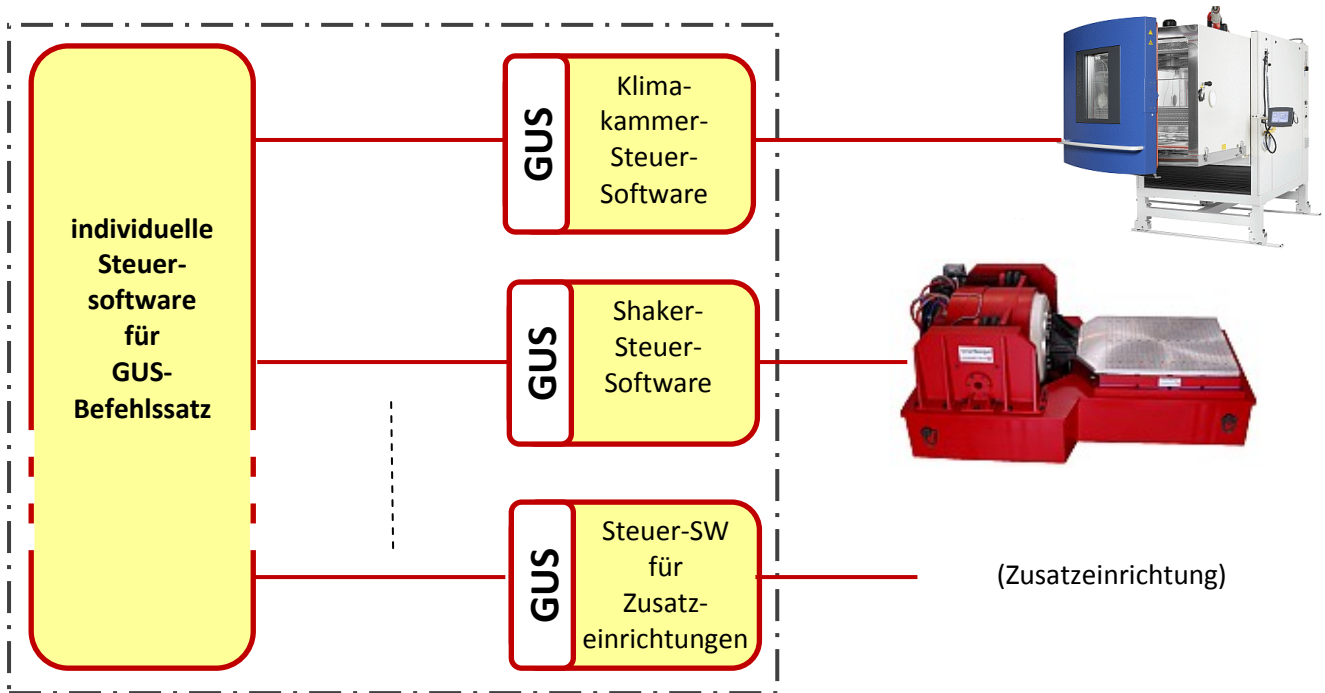 individuelle
Steuer-
software
für
GUS-
Befehlssatz
GUS
Klima-
kammer-
Steuer-
Software
GUS
Shaker-
Steuer-
Software
GUS
Steuer-SW
für
Zusatz-
einrichtungen
(Zusatzeinrichtung)